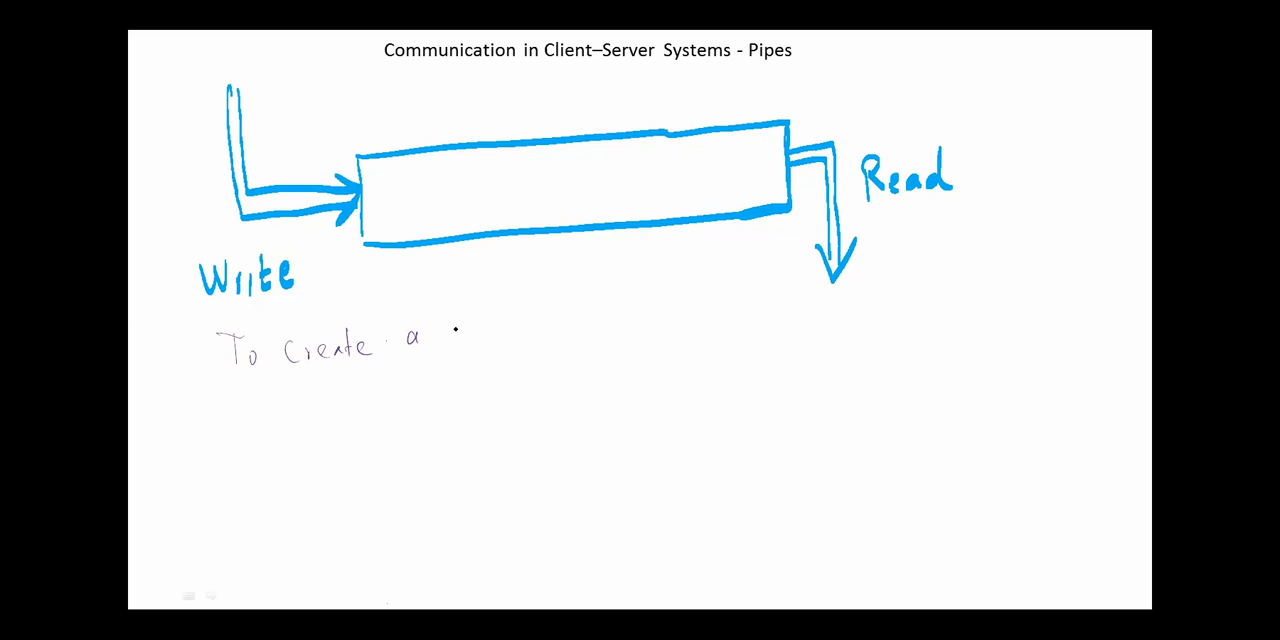 Communication in Client–Server Systems - Pipes
Read
Write
To Create a